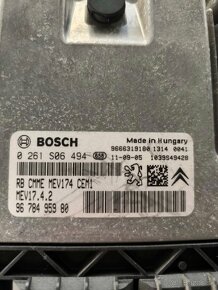 BOSCH
Made in Hungary
9666319180 1314 0041
0 261 S06 494 11-09-05 1039S49428
RB CMME MEV174 CEM1
MEV17.4.2
96 784 959 80